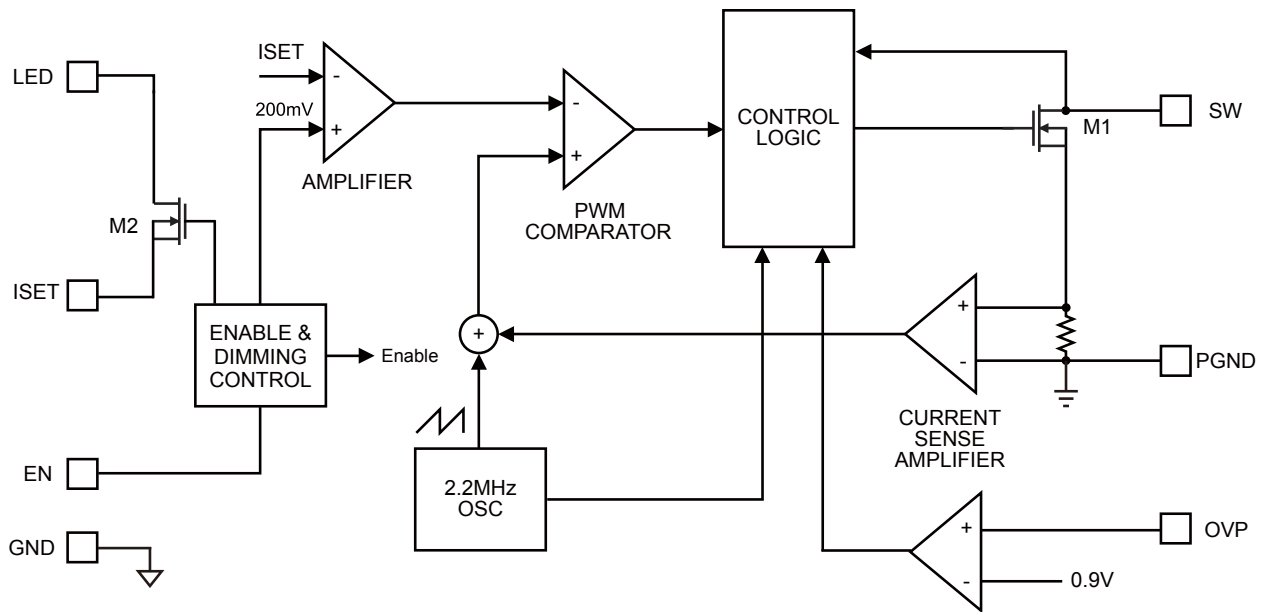 LED
ISET
200mV
-
+
AMPLIFIER
-
+
PWM
COMPARATOR
CONTROL
LOGIC
M1
SW
M2
ISET
ENABLE &
DIMMING
CONTROL
Enable
+
+
-
PGND
CURRENT
SENSE
AMPLIFIER
EN
2.2MHz
OSC
GND
+
-
OVP
0.9V